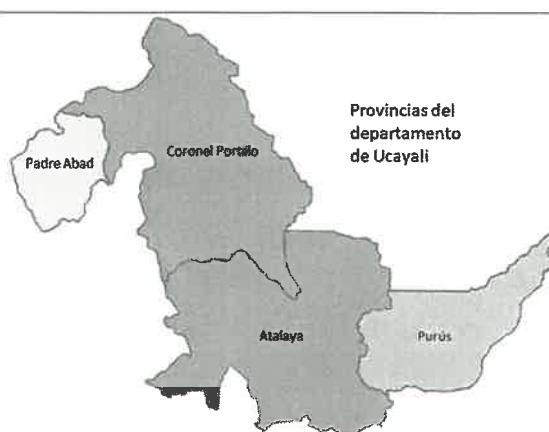 Provincias del
departamento
de Ucayali
Padre Abad
Coronel Portillo
Atalaya
Purús